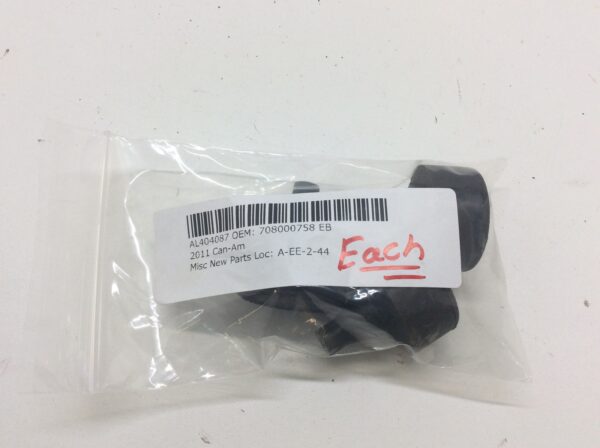 AL404087 OEM: 708000758 EB
2011 Can-Am
Misc New Parts Loc: A-EE-2-44
Each